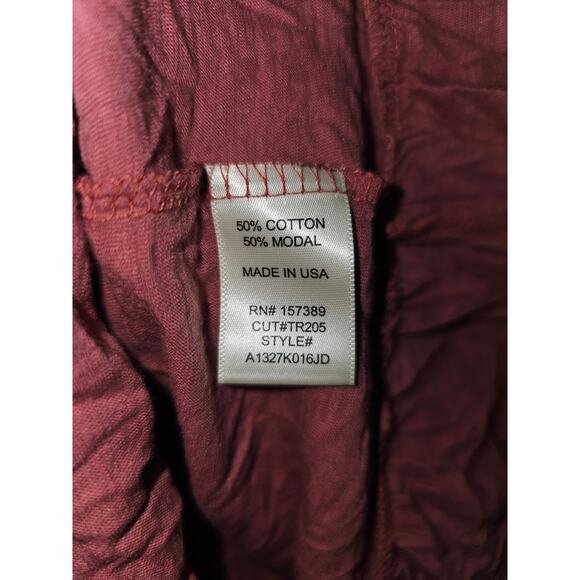 50% COTTON
50% MODAL
MADE IN USA
RN# 157389
CUT#TR205
STYLE#
A1327K016JD